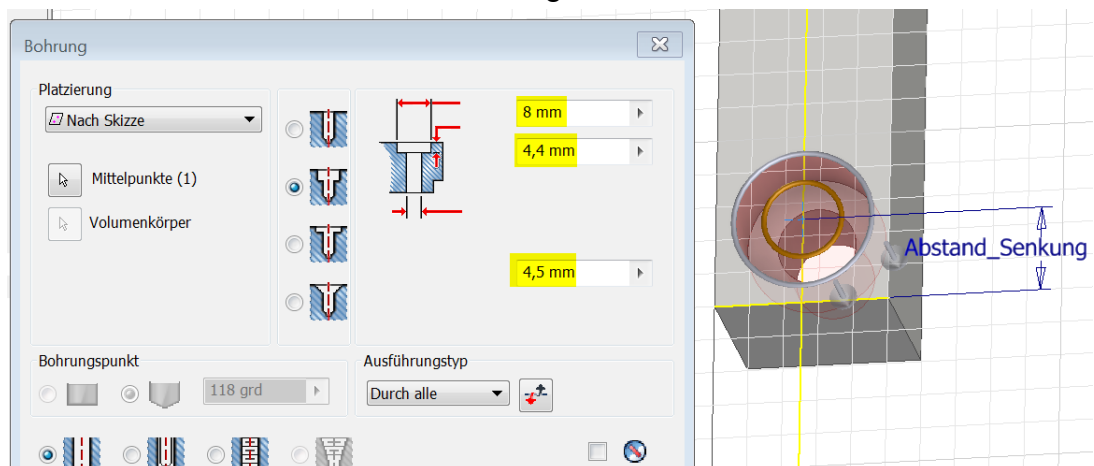 Bohrung
Platzierung
Nach Skizze
Mittelpunkte (1)
Volumenkörper
8 mm
4,4 mm
4,5 mm
Abstand_Senkung
Bohrungspunkt
118 grd
Ausführungstyp
Durch alle